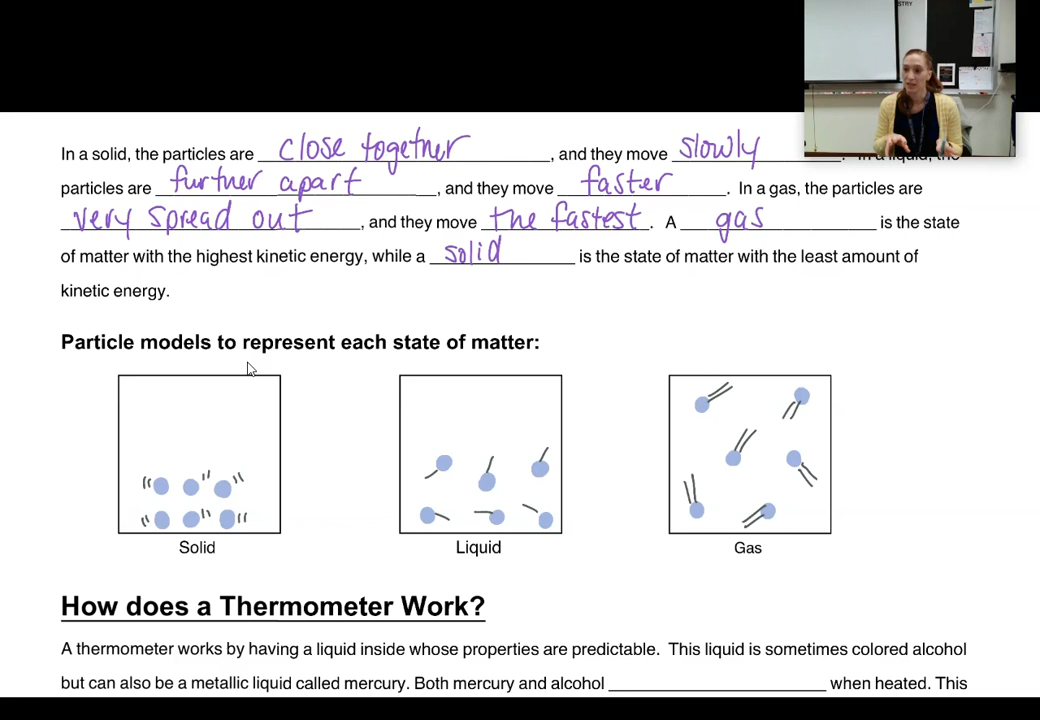 STRY
In a solid, the particles are close together, and they move slowly. In a liquid, the
particles are further apart, and they move faster. In a gas, the particles are
very spread out, and they move the fastest. A gas is the state
of matter with the highest kinetic energy, while a solid is the state of matter with the least amount of
kinetic energy.
Particle models to represent each state of matter:
Solid Liquid Gas
How does a Thermometer Work?
A thermometer works by having a liquid inside whose properties are predictable. This liquid is sometimes colored alcohol
but can also be a metallic liquid called mercury. Both mercury and alcohol ____________ when heated. This